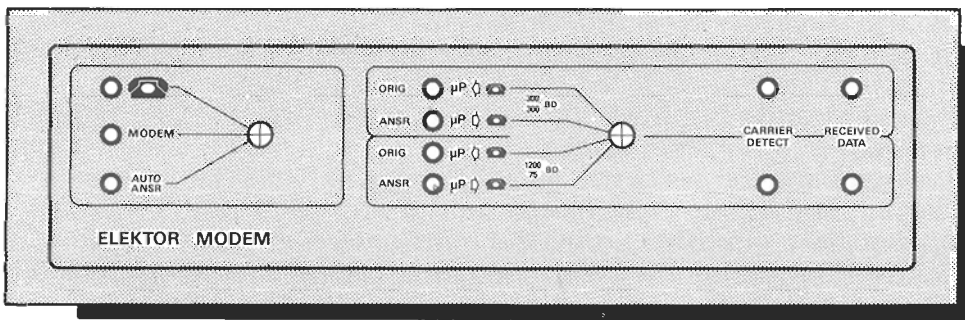 MODEM
AUTO
ANSR
ORIG µP
300
300 BD
ANSR µP
ORIG µP
1200
75 BD
ANSR µP
CARRIER
DETECT
RECEIVED
DATA
ELEKTOR MODEM